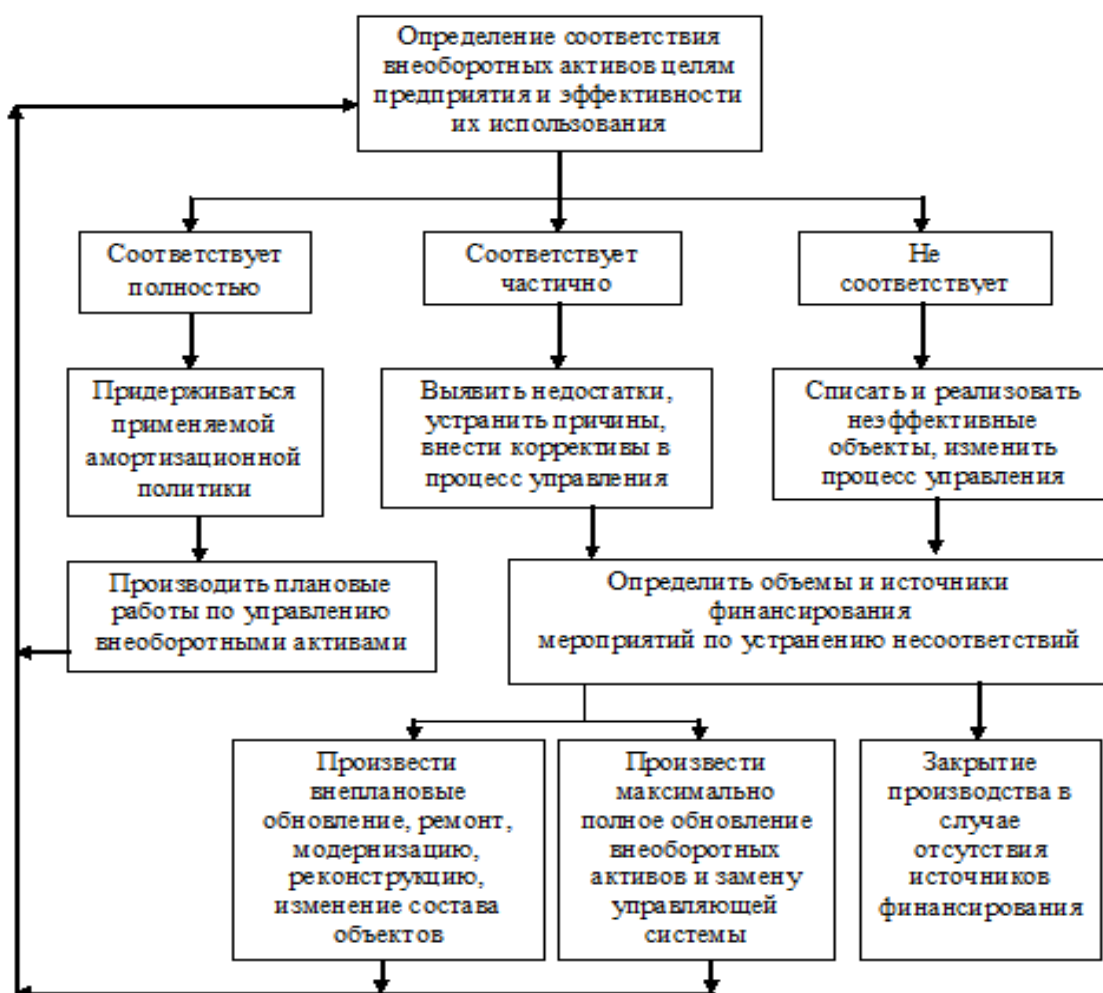 Определение соответствия
внеоборотных активов целям
предприятия и эффективности
их использования
Соответствует
полностью
Соответствует
частично
Не
соответствует
Придерживаться
применяемой
амортизационной
политики
Выявить недостатки,
устранить причины,
внести коррективы в
процесс управления
Списать и реализовать
неэффективные
объекты, изменить
процесс управления
Производить плановые
работы по управлению
внеоборотными активами
Определить объемы и источники
финансирования
мероприятий по устранению несоответствий
Произвести
внеплановые
обновление, ремонт,
модернизацию,
реконструкцию,
изменение состава
объектов
Произвести
максимально
полное обновление
внеоборотных
активов и замену
управляющей
системы
Закрытие
производства в
случае
отсутствия
источников
финансирования